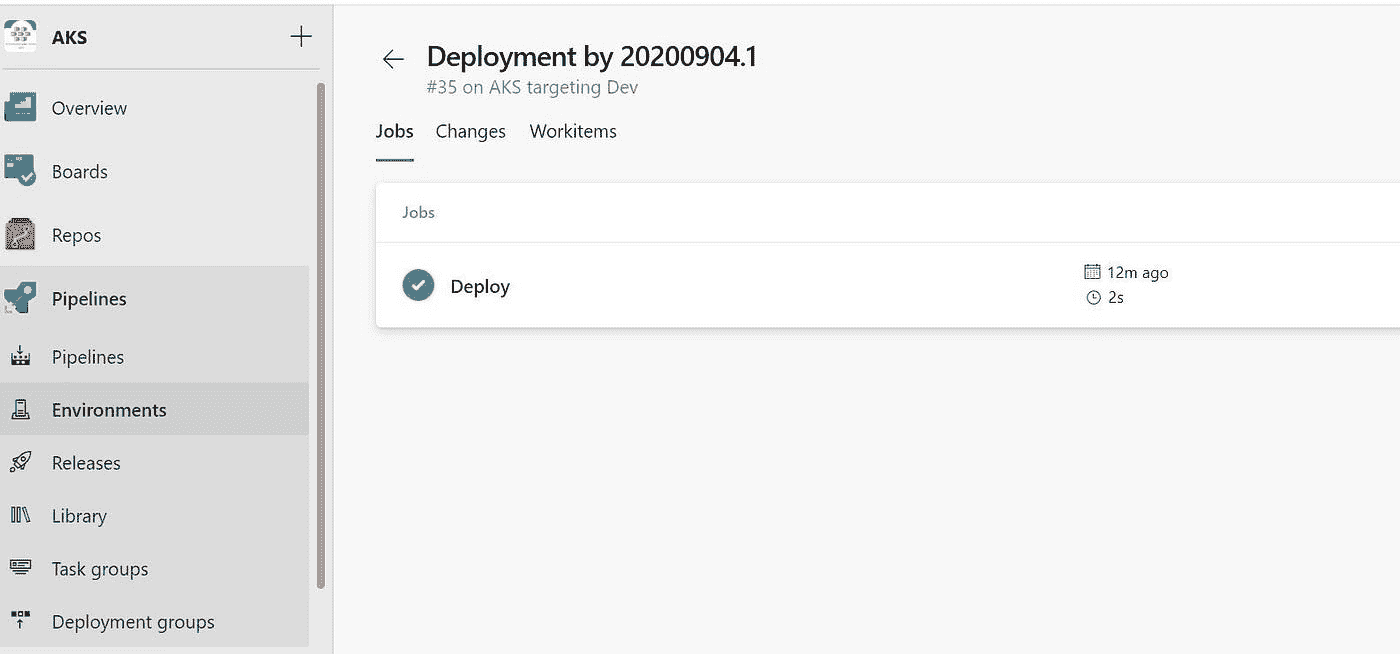 AKS
Overview
Boards
Repos
Pipelines
Pipelines
Environments
Releases
Library
Task groups
Deployment groups
Deployment by 20200904.1
#35 on AKS targeting Dev
Jobs Changes Workitems
Jobs
Deploy
12m ago
2s